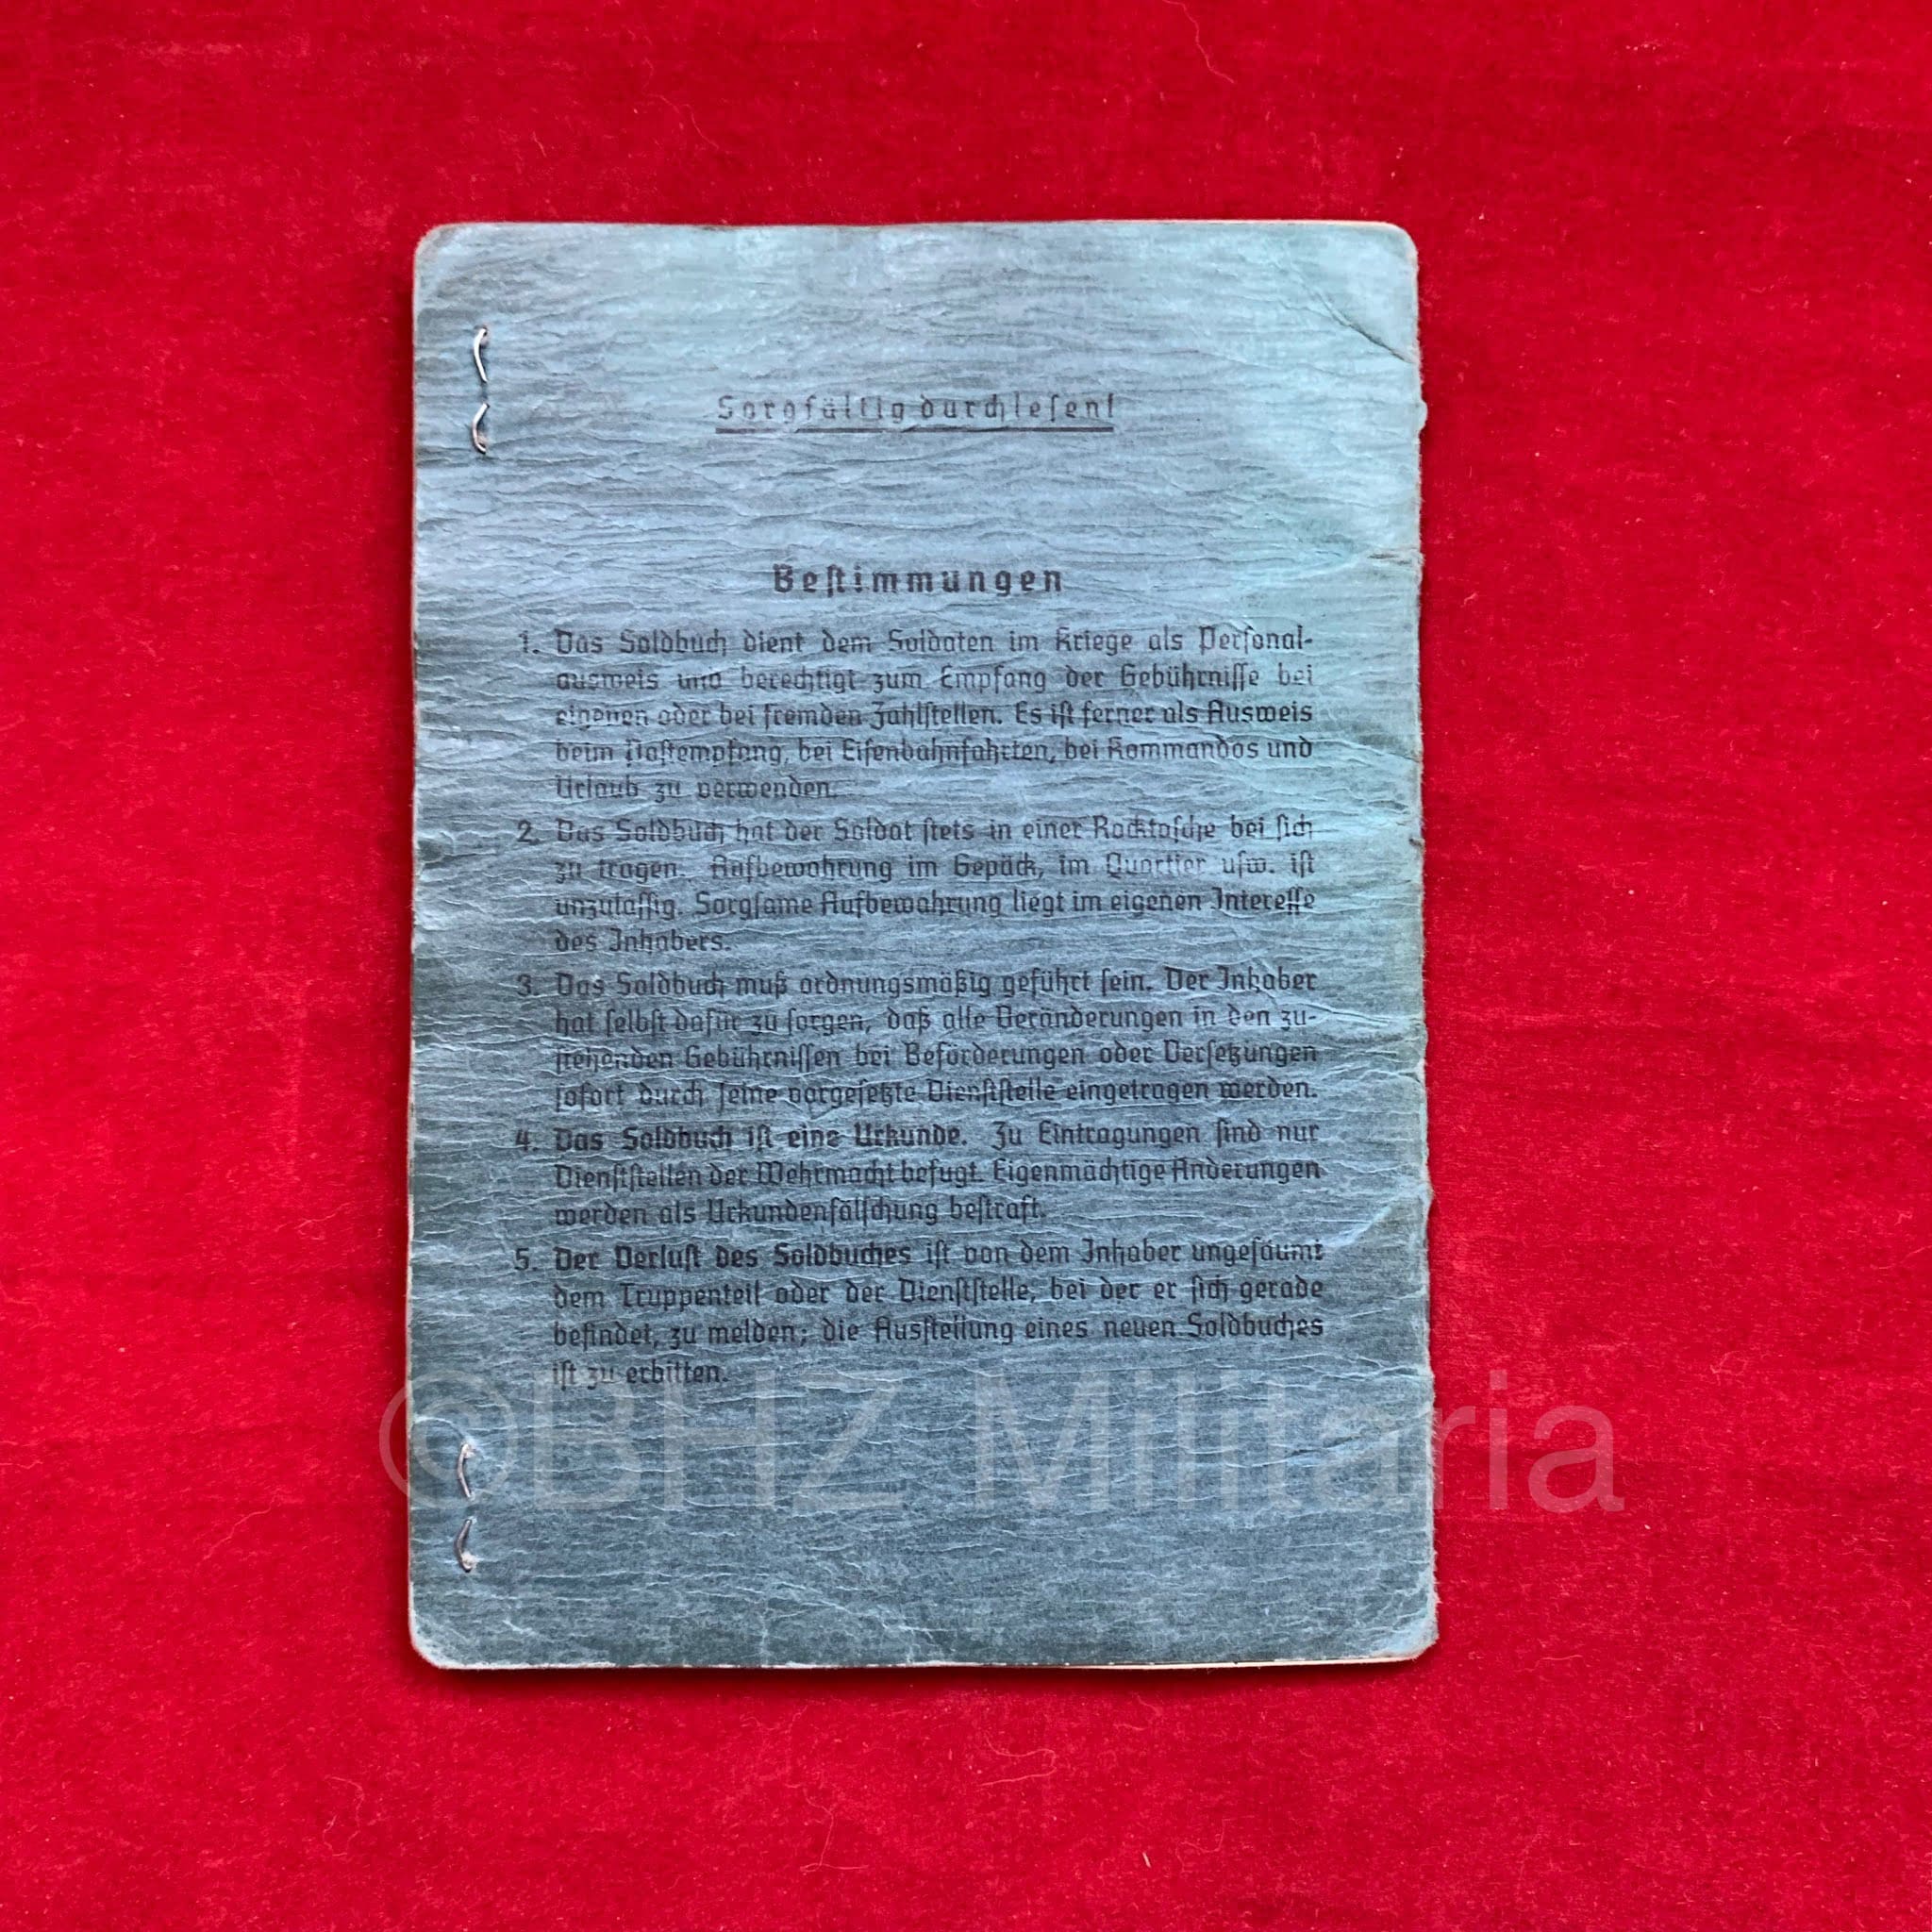 Sorgfältig durchlesen!
Bestimmungen
1. Das Soldbuch dient dem Soldaten im Kriege als Personal-
ausweis und berechtigt zum Empfang der Gebührnisse bei
eigenen oder bei fremden Zahlstellen. Es ist ferner als Ausweis
beim Postempfang, bei Eisenbahnfahrten, bei Kommandos und
Urlaub zu verwenden.
2. Das Soldbuch hat der Soldat stets in einer Rocktasche bei sich
zu tragen. Aufbewahrung im Gepäck, im Quartier usw. ist
unzulässig. Sorgsame Aufbewahrung liegt im eigenen Interesse
des Inhabers.
3. Das Soldbuch muß ordnungsmäßig geführt sein. Der Inhaber
hat selbst dafür zu sorgen, daß alle Veränderungen in den zu-
stehenden Gebührnissen bei Beförderungen oder Versetzungen
sofort durch seine vorgesetzte Dienststelle eingetragen werden.
4. Das Soldbuch ist eine Urkunde. Zu Eintragungen sind nur
Dienststellen der Wehrmacht befugt. Eigenmächtige Änderungen
werden als Urkundenfälschung bestraft.
5. Der Verlust des Soldbuches ist von dem Inhaber ungesäumt
dem Truppenteil oder der Dienststelle, bei der er sich gerade
befindet, zu melden; die Ausstellung eines neuen Soldbuches
ist zu erbitten.
©BHZ Militaria